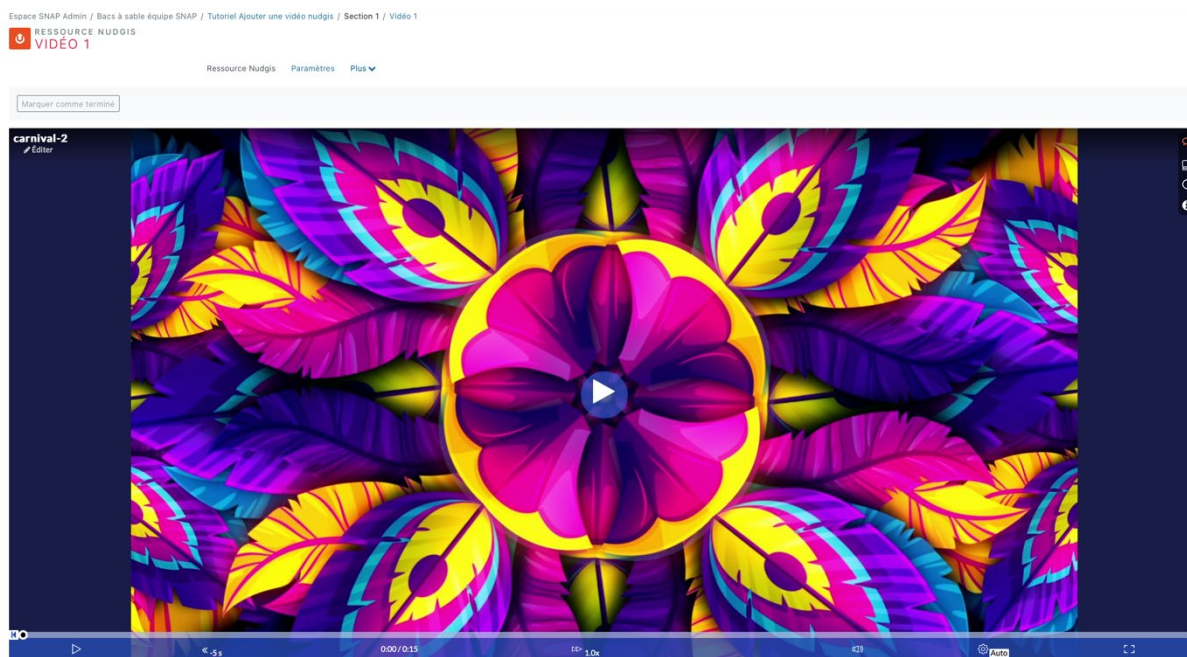 Espace SNAP Admin / Bacs à sable équipe SNAP / Tutoriel Ajouter une vidéo nudgis / Section 1 / Vidéo 1
RESSOURCE NUDGIS
VIDÉO 1
Ressource Nudgis Paramètres Plus
Marquer comme terminé
carnival-2
Éditer
-5 s 0:00 / 0:15 1.0x Auto